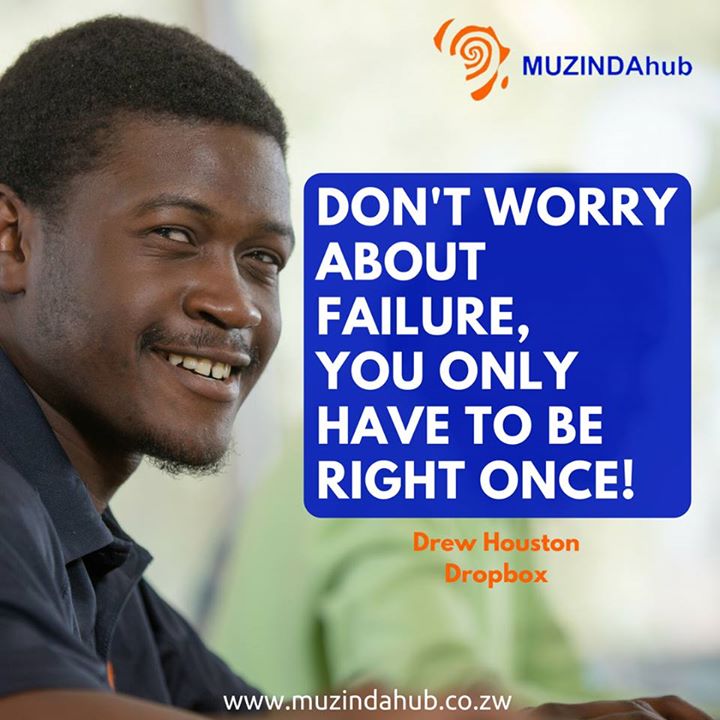 MUZINDAhub
DON'T WORRY
ABOUT
FAILURE,
YOU ONLY
HAVE TO BE
RIGHT ONCE!
Drew Houston
Dropbox
www.muzindahub.co.zw